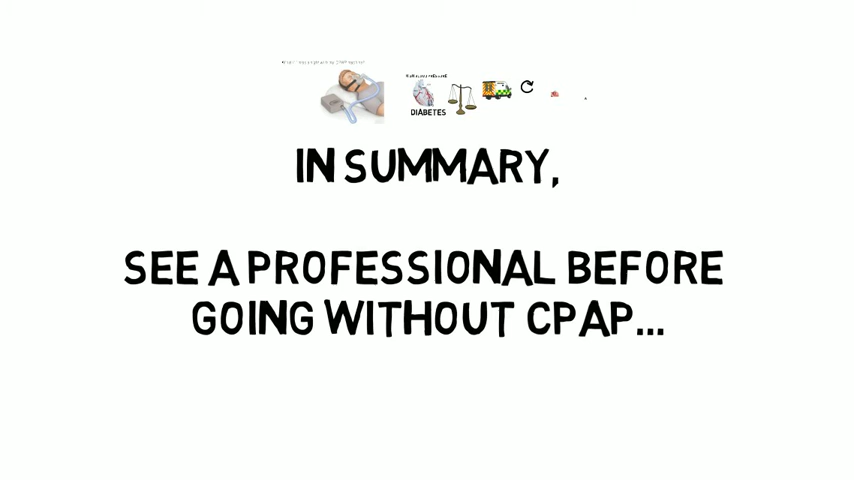 DIABETES
IN SUMMARY,
SEE A PROFESSIONAL BEFORE
GOING WITHOUT CPAP...